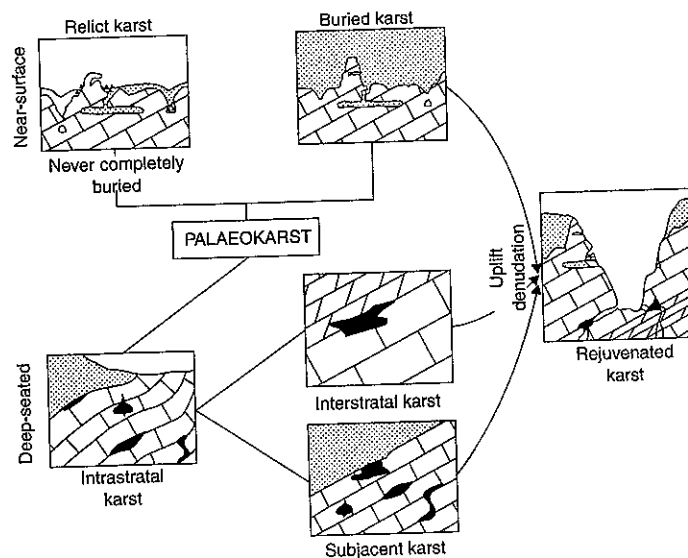 Relict karst
Buried karst
Near-surface
Never completely
buried
PALAEOKARST
Uplift
denudation
Rejuvenated
karst
Deep-seated
Interstratal karst
Intrastratal
karst
Subjacent karst